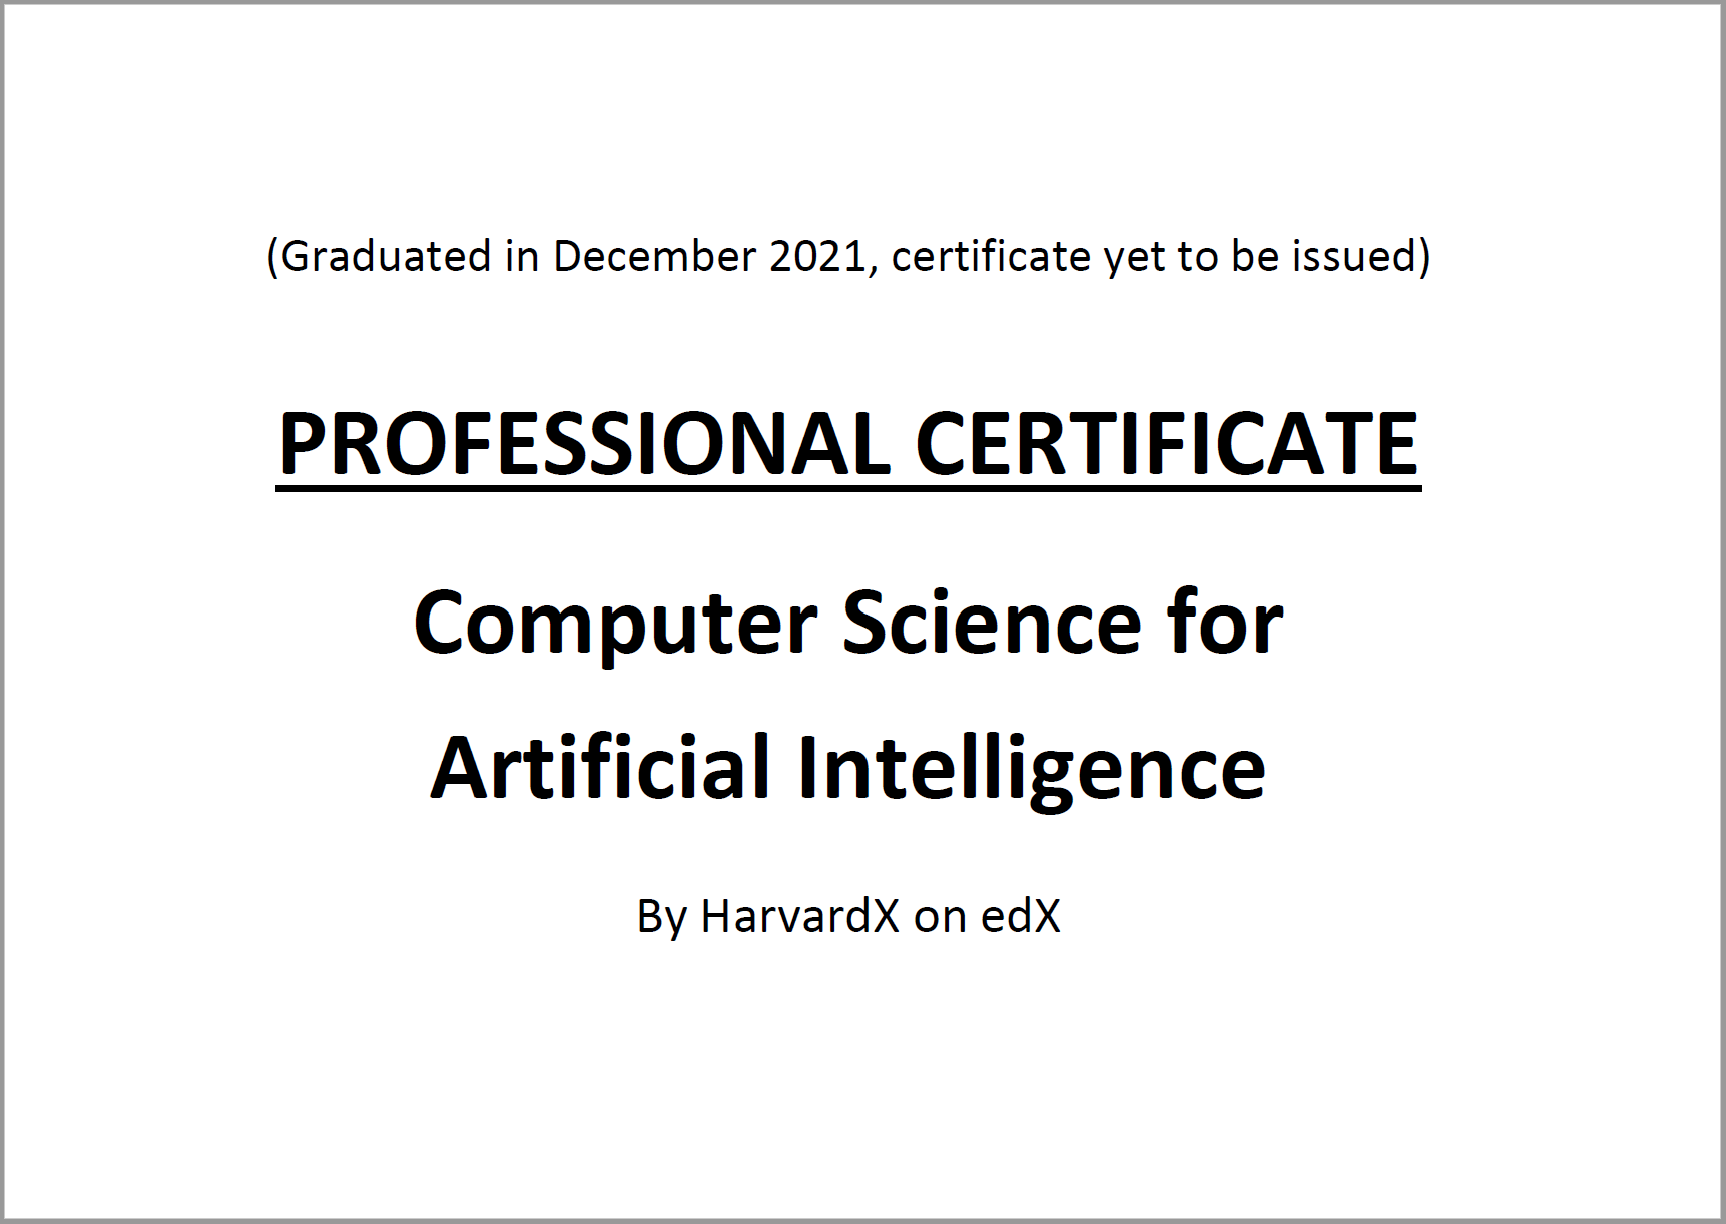 (Graduated in December 2021, certificate yet to be issued)
PROFESSIONAL CERTIFICATE
Computer Science for
Artificial Intelligence
By HarvardX on edX